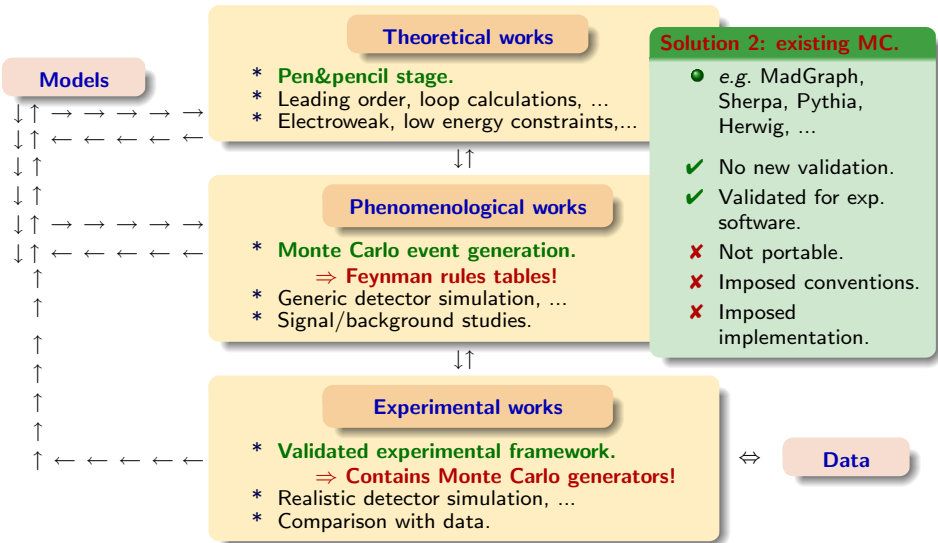 Models
Theoretical works
* Pen&pencil stage.
* Leading order, loop calculations, ...
* Electroweak, low energy constraints,...
↓↑ → → → → →
↓↑ ← ← ← ← ←
↓↑
↓↑
↓↑
Phenomenological works
* Monte Carlo event generation.
⇒ Feynman rules tables!
* Generic detector simulation, ...
* Signal/background studies.
↓↑ → → → → →
↓↑ ← ← ← ← ←
↑
↑
↓↑
↑
↑
↑
↑
Experimental works
* Validated experimental framework.
⇒ Contains Monte Carlo generators!
* Realistic detector simulation, ...
* Comparison with data.
↑ ← ← ← ← ←
⇔
Data
Solution 2: existing MC.
e.g. MadGraph,
Sherpa, Pythia,
Herwig, ...
✔ No new validation.
✔ Validated for exp.
software.
✘ Not portable.
✘ Imposed conventions.
✘ Imposed
implementation.